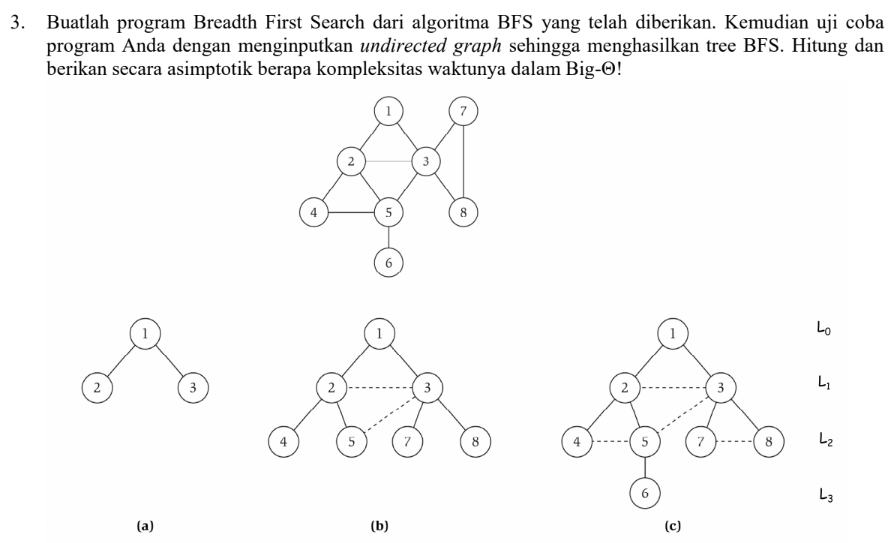 3. Buatlah program Breadth First Search dari algoritma BFS yang telah diberikan. Kemudian uji coba
program Anda dengan menginputkan undirected graph sehingga menghasilkan tree BFS. Hitung dan
berikan secara asimptotik berapa kompleksitas waktunya dalam Big-Θ!
1 7
2 3
4 5 8
6
1 1 1 L0
2 3 2 3 2 3 L1
4 5 7 8 4 5 7 8 L2
6 L3
(a) (b) (c)